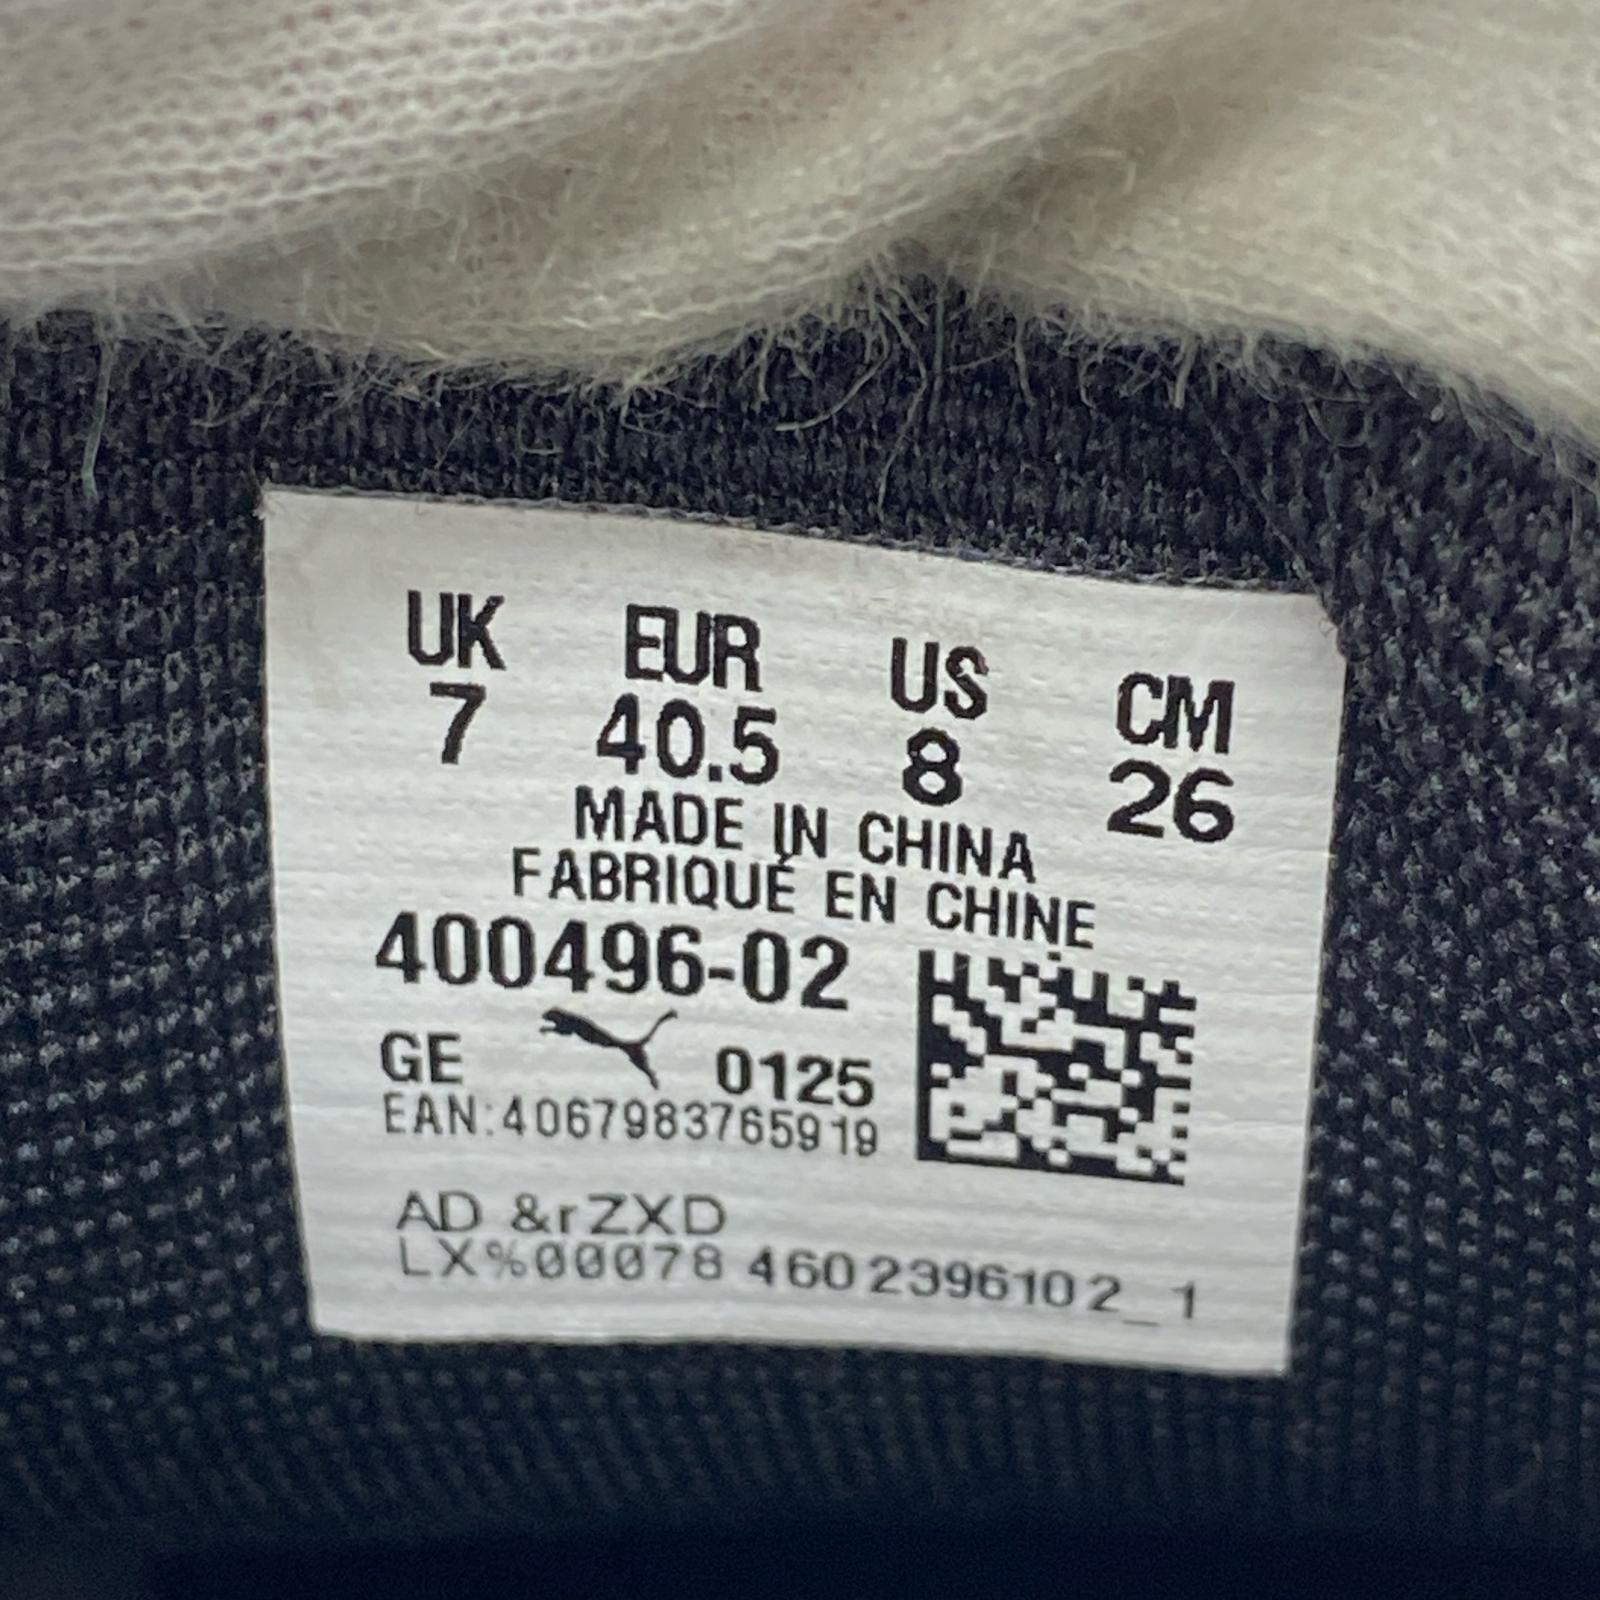 UK EUR US CM
7 40.5 8 26
MADE IN CHINA
FABRIQUÉ EN CHINE
400496-02
GE 0125
EAN:4067983765919
AD &rZXD
LX%00078 4602396102_1